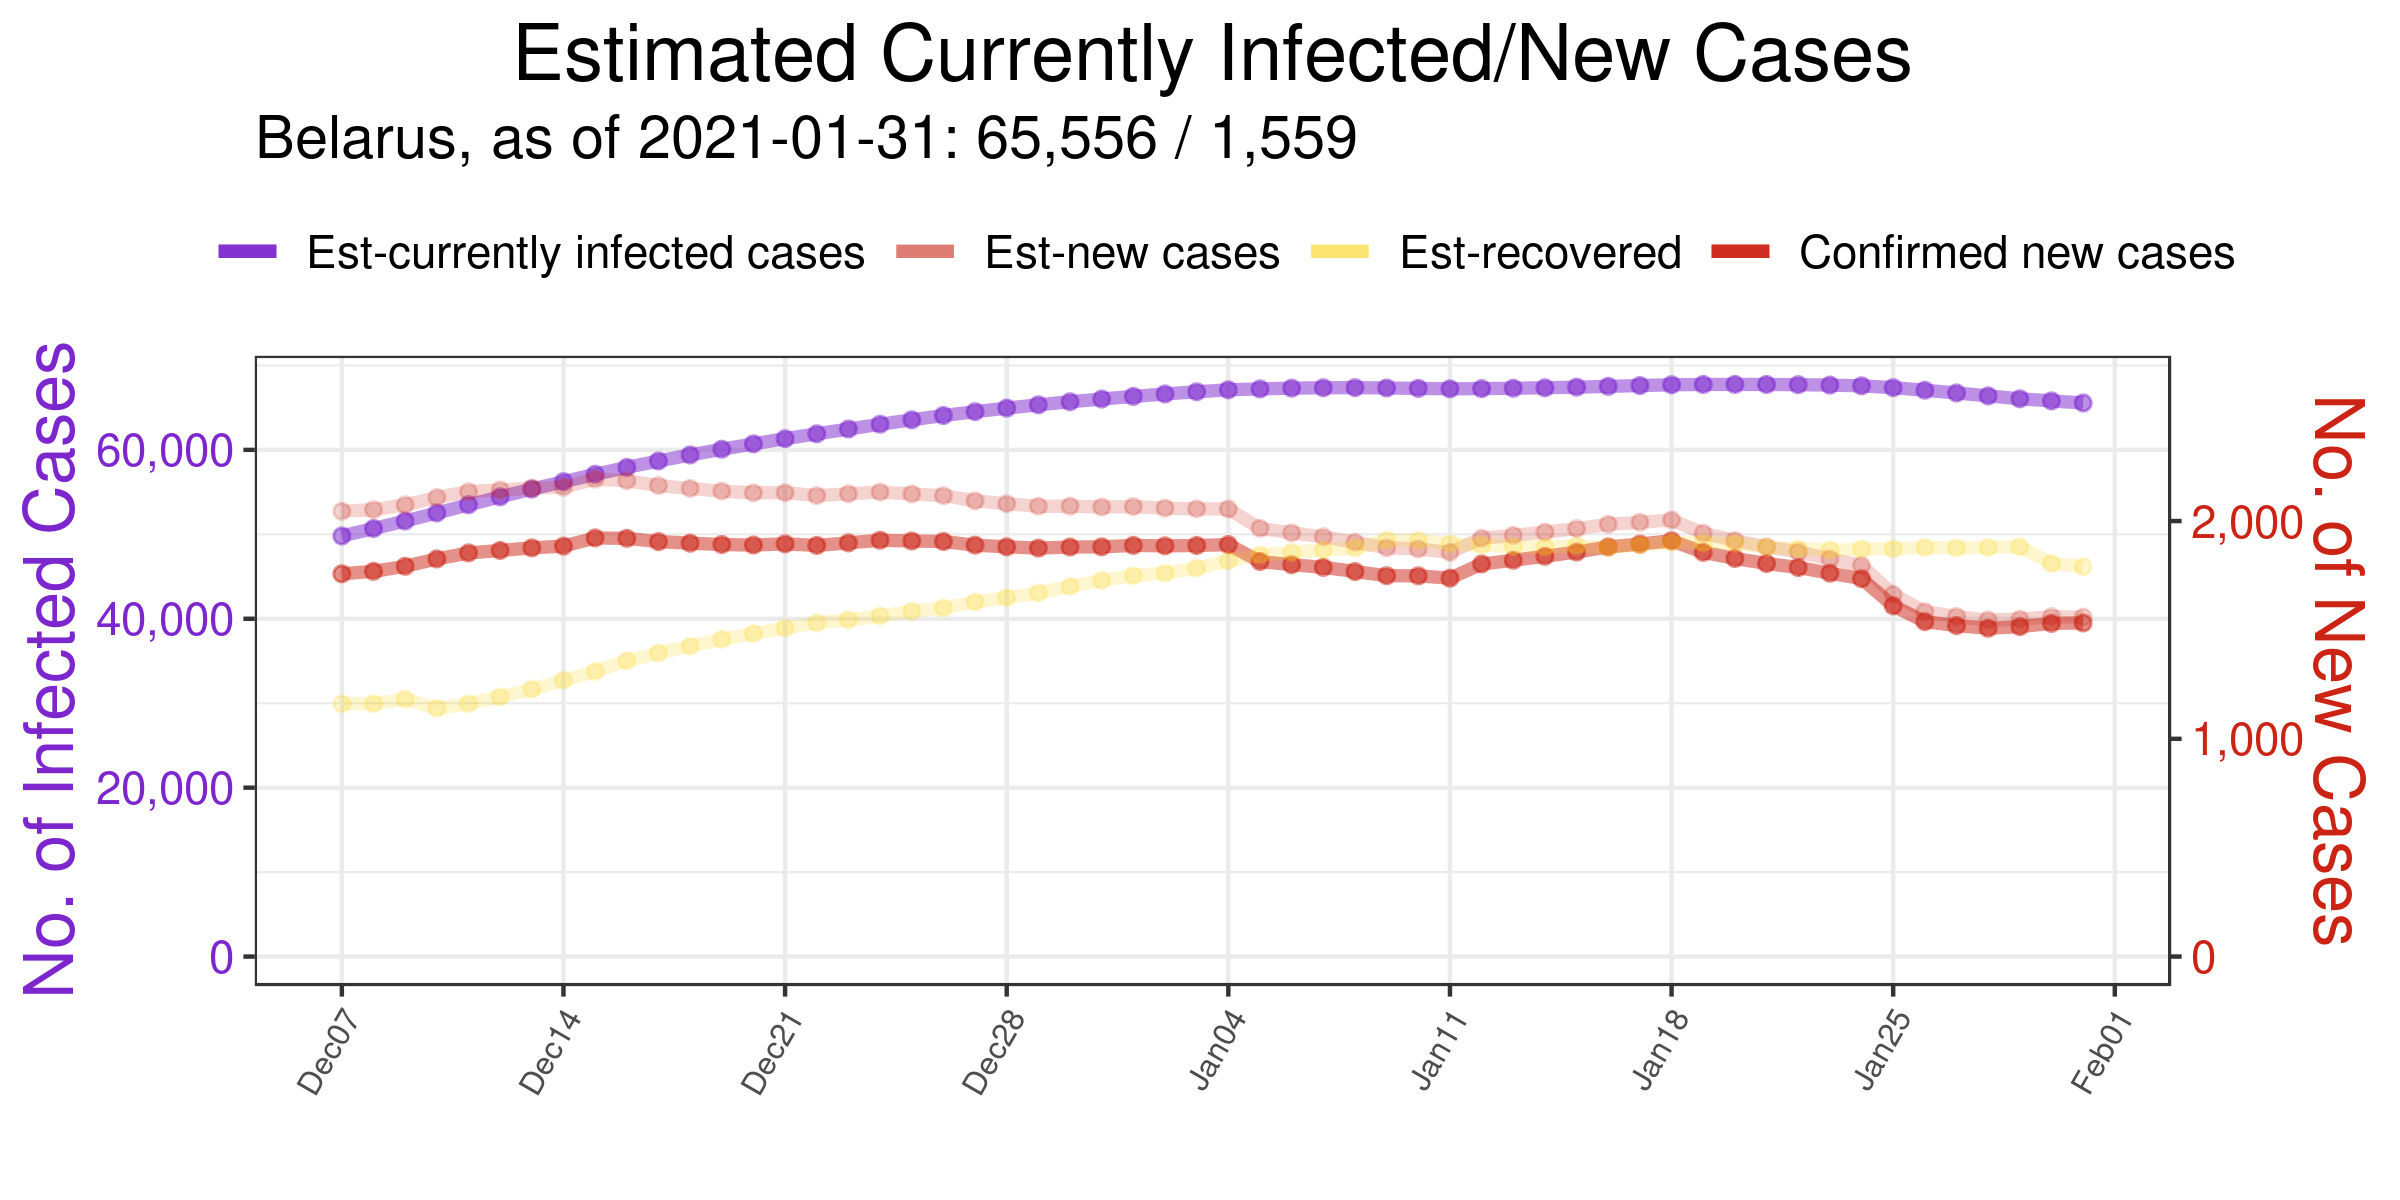 Estimated Currently Infected/New Cases
Belarus, as of 2021-01-31: 65,556 / 1,559
Est-currently infected cases Est-new cases Est-recovered Confirmed new cases
No. of Infected Cases
60,000
40,000
20,000
0
No. of New Cases
2,000
1,000
0
Dec07 Dec14 Dec21 Dec28 Jan04 Jan11 Jan18 Jan25 Feb01